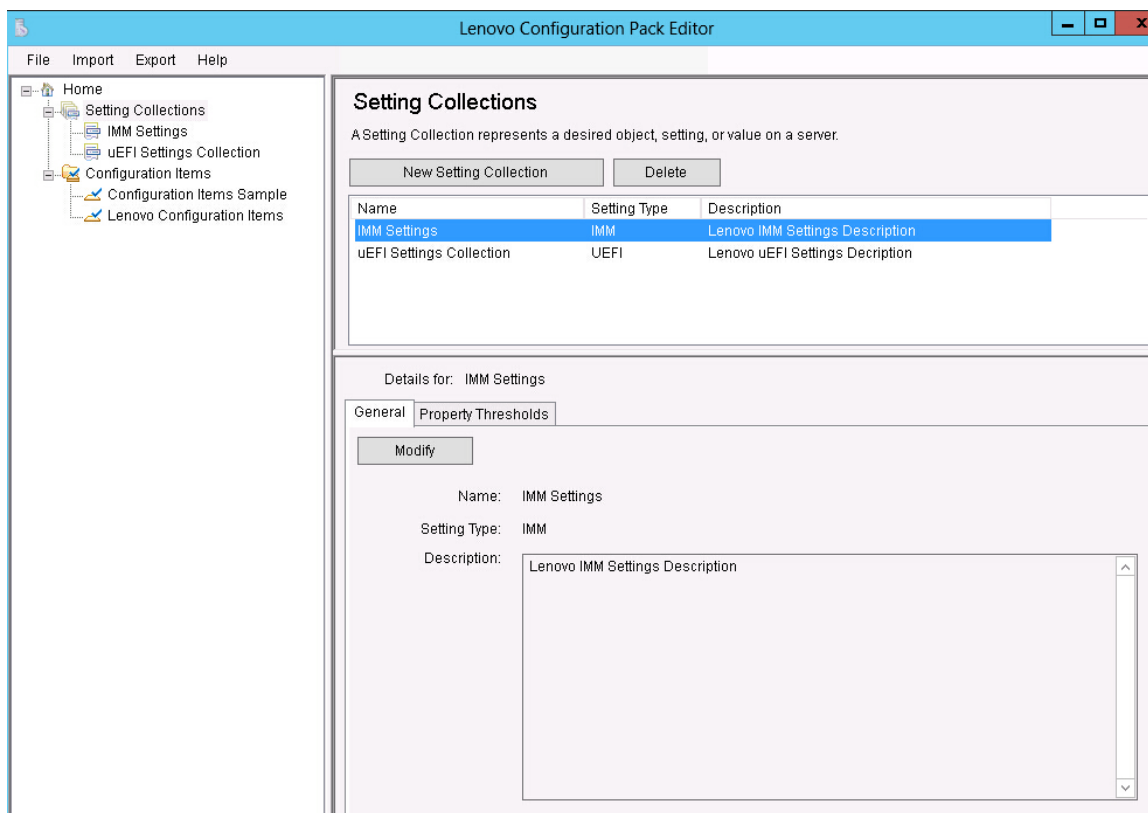 Lenovo Configuration Pack Editor
File Import Export Help
Home
Setting Collections
IMM Settings
uEFI Settings Collection
Configuration Items
Configuration Items Sample
Lenovo Configuration Items
Setting Collections
A Setting Collection represents a desired object, setting, or value on a server.
New Setting Collection Delete
Name Setting Type Description
IMM Settings IMM Lenovo IMM Settings Description
uEFI Settings Collection UEFI Lenovo uEFI Settings Decription
Details for: IMM Settings
General Property Thresholds
Modify
Name: IMM Settings
Setting Type: IMM
Description: Lenovo IMM Settings Description